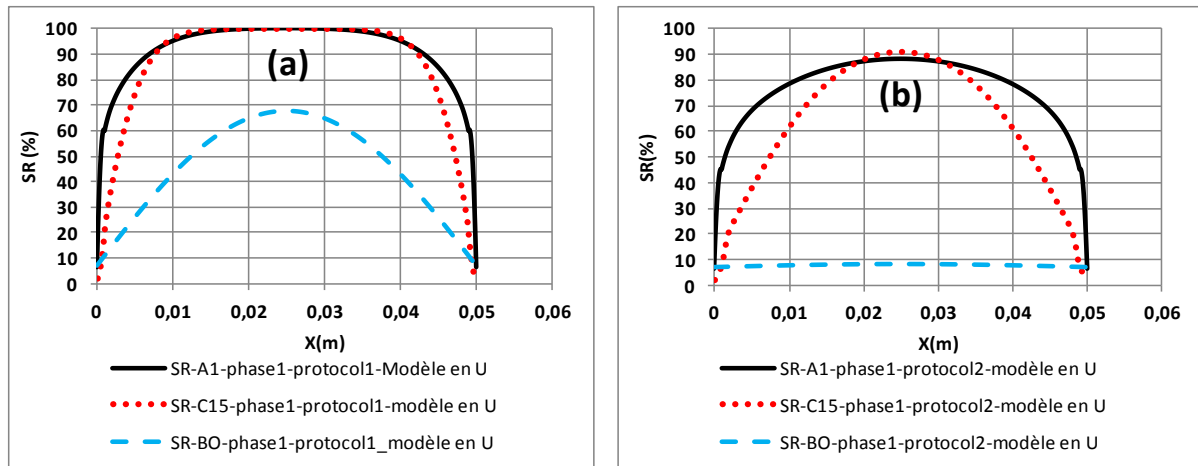 (a)
SR (%)
100
90
80
70
60
50
40
30
20
10
0
0 0,01 0,02 0,03 0,04 0,05 0,06
X(m)
SR-A1-phase1-protocol1-Modèle en U
SR-C15-phase1-protocol1-modèle en U
SR-BO-phase1-protocol1_modèle en U
(b)
SR(%)
100
90
80
70
60
50
40
30
20
10
0
0 0,01 0,02 0,03 0,04 0,05 0,06
X(m)
SR-A1-phase1-protocol2-modèle en U
SR-C15-phase1-protocol2-modèle en U
SR-BO-phase1-protocol2-modèle en U